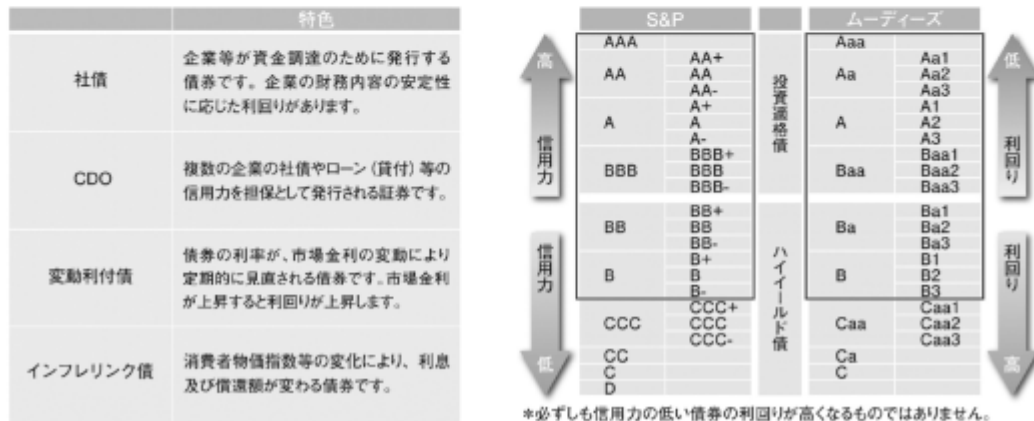 特色
社債
企業等が資金調達のために発行する
債券です。企業の財務内容の安定性
に応じた利回りがあります。
CDO
複数の企業の社債やローン(貸付)等の
信用力を担保として発行される証券です。
変動利付債
債券の利率が、市場金利の変動により
定期的に見直される債券です。市場金利
が上昇すると利回りが上昇します。
インフレリンク債
消費者物価指数等の変化により、利息
及び償還額が変わる債券です。
S&P
ムーディーズ
高
信用力
信用力
低
AAA
AA
AA+
AA
AA-
A
A+
A
A-
BBB
BBB+
BBB
BBB-
BB
BB+
BB
BB-
B
B+
B
B-
CCC
CCC+
CCC
CCC-
CC
C
D
投資適格債
ハイイールド債
Aaa
Aa
Aa1
Aa2
Aa3
A
A1
A2
A3
Baa
Baa1
Baa2
Baa3
Ba
Ba1
Ba2
Ba3
B
B1
B2
B3
Caa
Caa1
Caa2
Caa3
Ca
C
低
利回り
利回り
高
*必ずしも信用力の低い債券の利回りが高くなるものではありません。